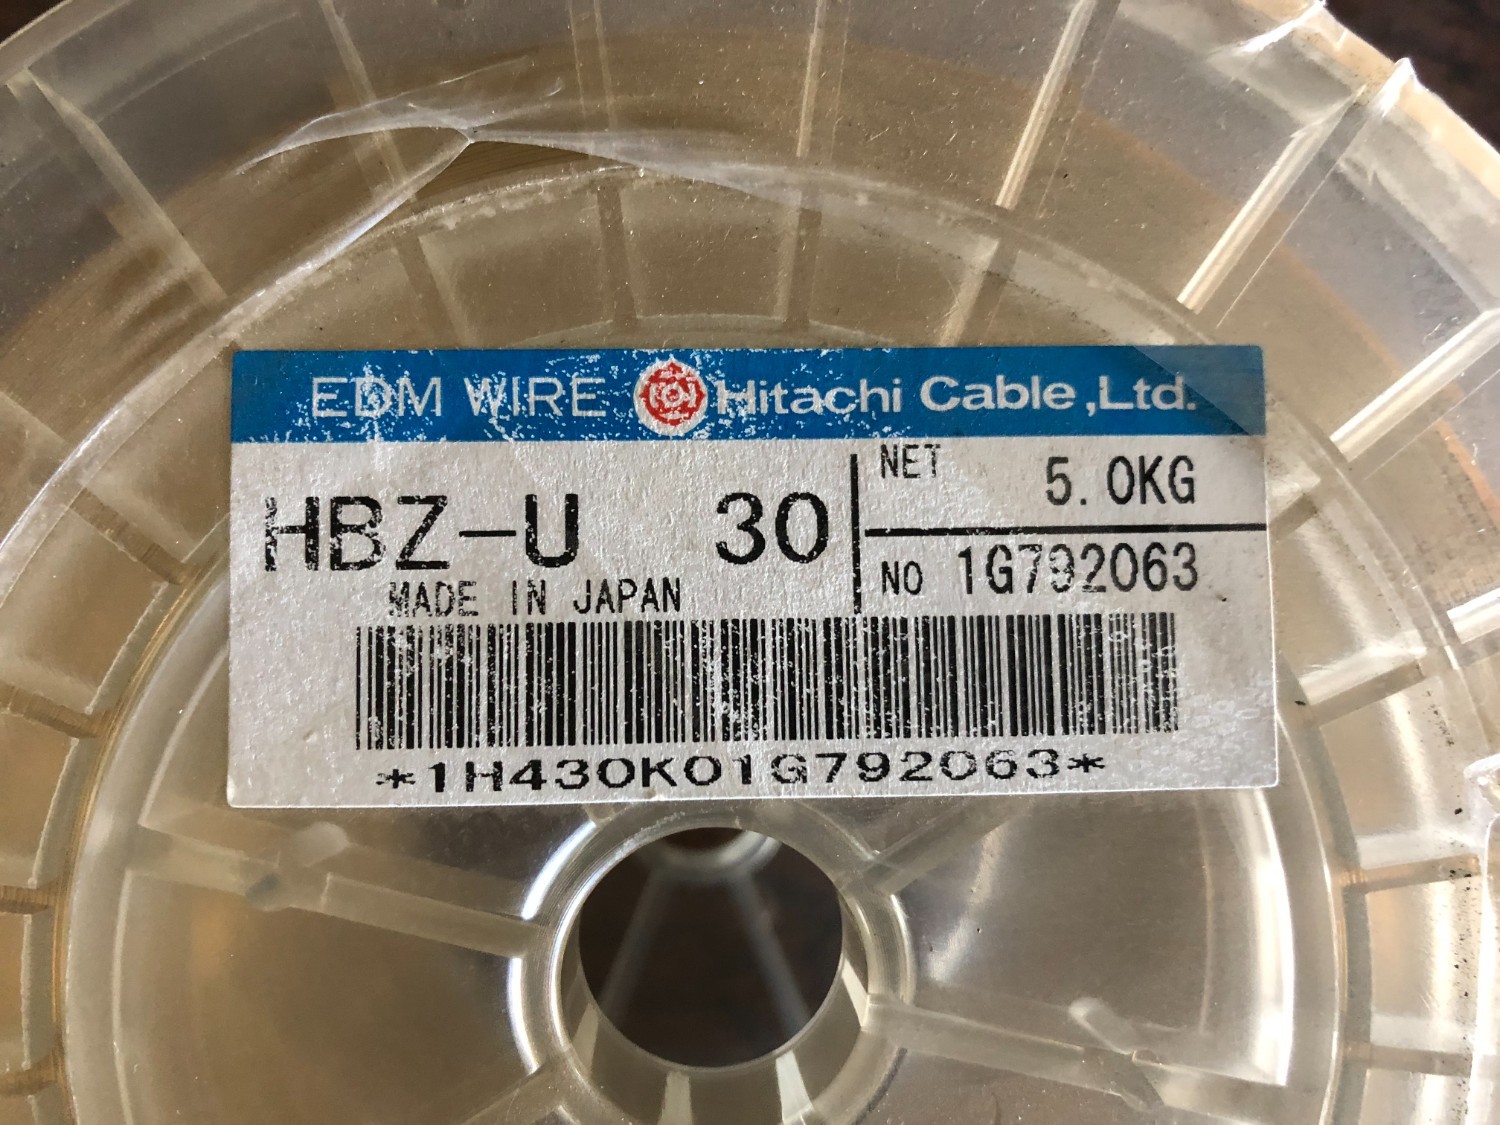 EDM WIRE Hitachi Cable ,Ltd.
HBZ-U 30
NET 5.0KG
NO 1G792063
MADE IN JAPAN
*1H430K01G792063*